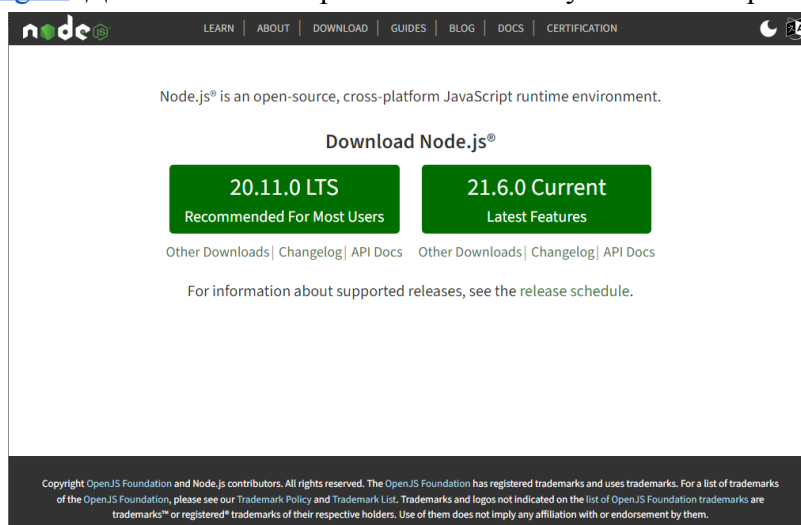 node JS
LEARN | ABOUT | DOWNLOAD | GUIDES | BLOG | DOCS | CERTIFICATION
Node.js® is an open-source, cross-platform JavaScript runtime environment.
Download Node.js®
20.11.0 LTS
Recommended For Most Users
21.6.0 Current
Latest Features
Other Downloads | Changelog | API Docs
Other Downloads | Changelog | API Docs
For information about supported releases, see the release schedule.
Copyright OpenJS Foundation and Node.js contributors. All rights reserved. The OpenJS Foundation has registered trademarks and uses trademarks. For a list of trademarks
of the OpenJS Foundation, please see our Trademark Policy and Trademark List. Trademarks and logos not indicated on the list of OpenJS Foundation trademarks are
trademarks™ or registered® trademarks of their respective holders. Use of them does not imply any affiliation with or endorsement by them.